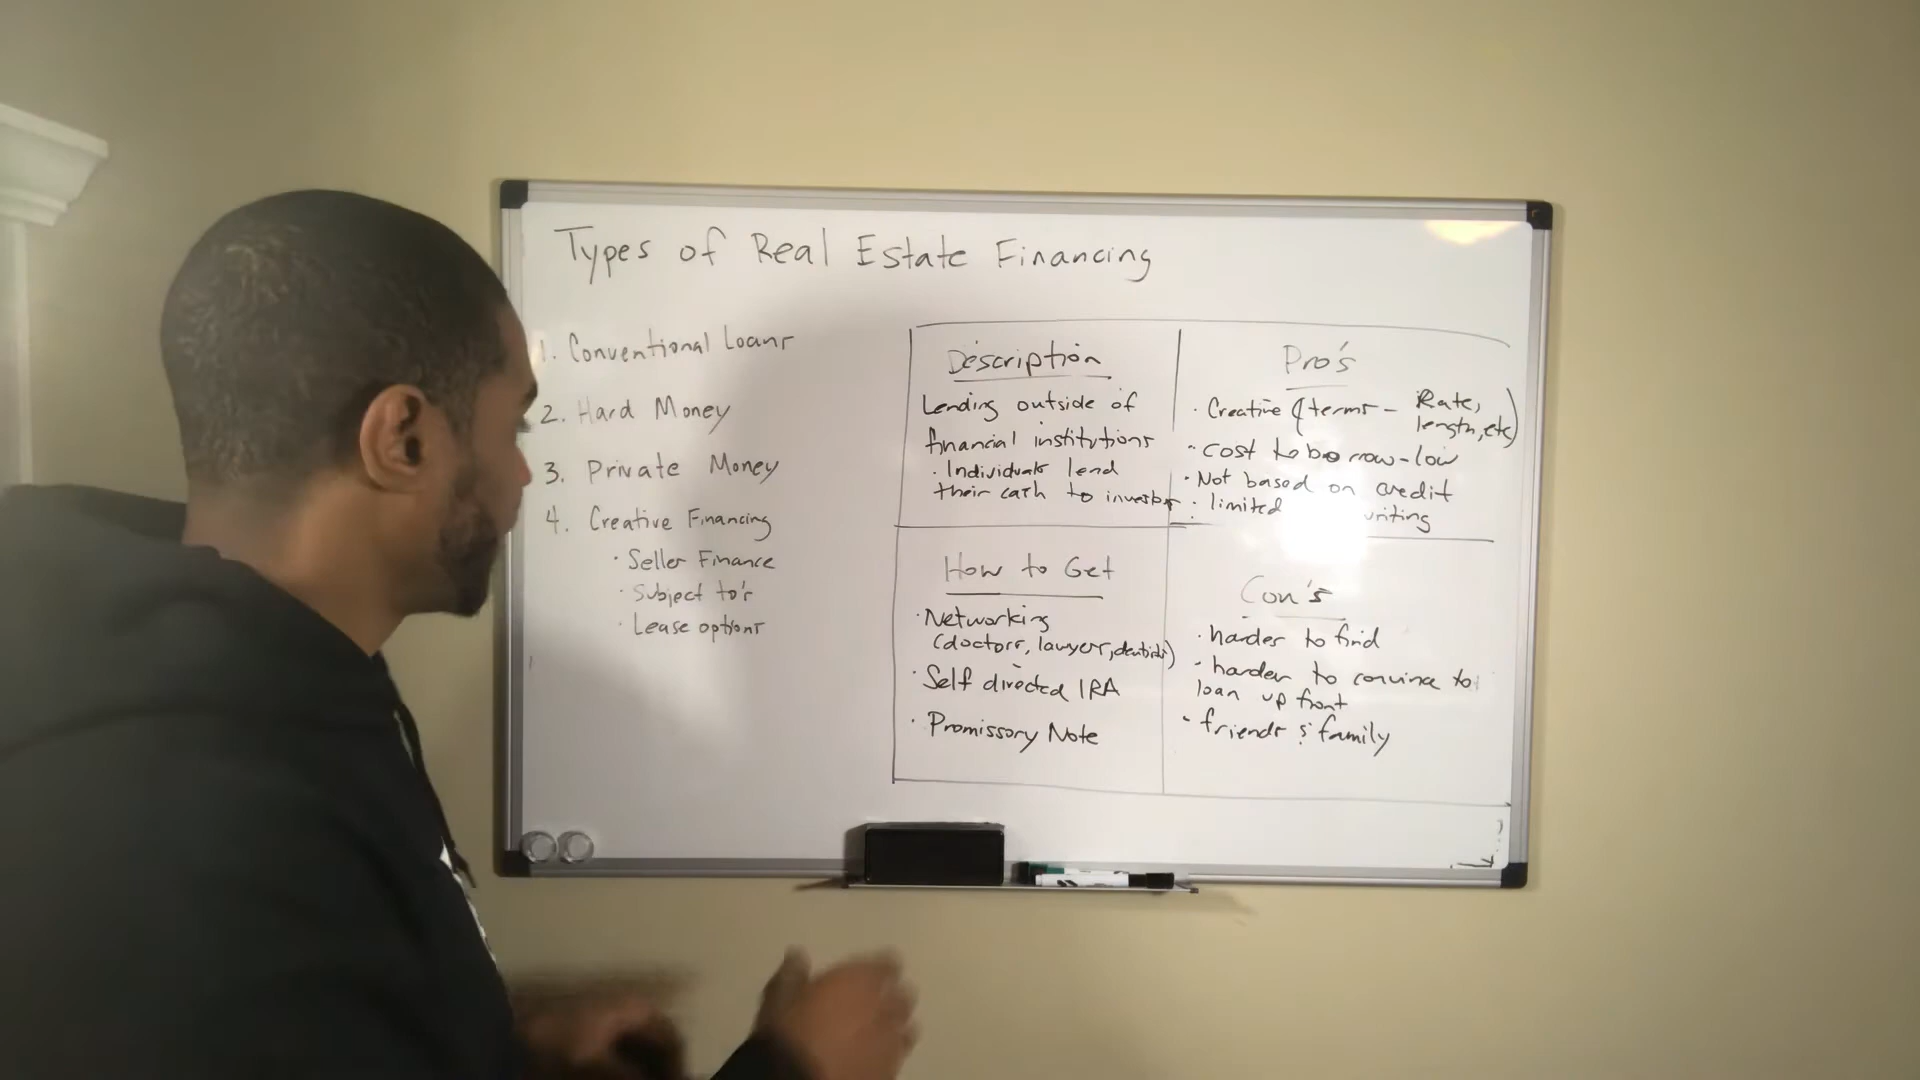 Types of Real Estate Financing
1. Conventional Loans
2. Hard Money
3. Private Money
4. Creative Financing
· Seller Finance
· Subject to's
· Lease options
Description
Lending outside of
financial institutions
· Individuals lend
their cash to investors
Pro's
· Creative (terms - Rate,
length, etc)
· Cost to borrow - low
· Not based on credit
· limited writing
How to Get
· Networking
(doctors, lawyers, dentists)
· Self directed IRA
· Promissory Note
Con's
· harder to find
· harder to convince to
loan up front
· friends & family